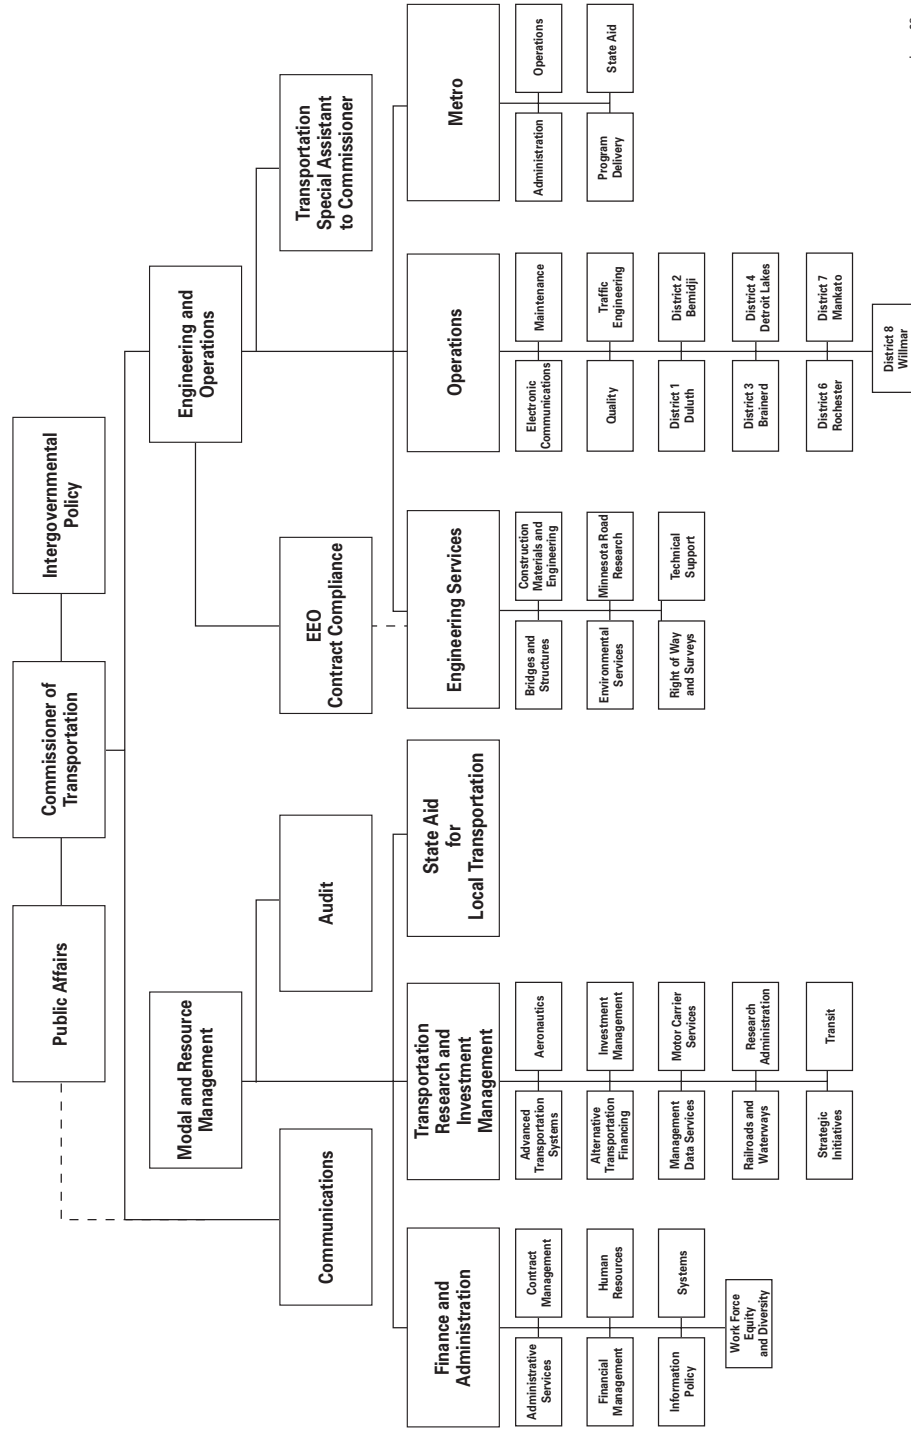 Public Affairs
Commissioner of
Transportation
Intergovernmental
Policy
Modal and Resource
Management
Engineering and
Operations
Communications
Audit
EEO
Contract Compliance
Transportation
Special Assistant
to Commissioner
Finance and
Administration
Transportation
Research and
Investment
Management
State Aid
for
Local Transportation
Engineering Services
Operations
Metro
Administrative
Services
Contract
Management
Financial
Management
Human
Resources
Information
Policy
Systems
Work Force
Equity
and Diversity
Advanced
Transportation
Systems
Aeronautics
Alternative
Transportation
Financing
Investment
Management
Management
Data Services
Motor Carrier
Services
Railroads and
Waterways
Research
Administration
Strategic
Initiatives
Transit
Bridges and
Structures
Construction
Materials and
Engineering
Environmental
Services
Minnesota Road
Research
Right of Way
and Surveys
Technical
Support
Electronic
Communications
Maintenance
Quality
Traffic
Engineering
District 1
Duluth
District 2
Bemidji
District 3
Brainerd
District 4
Detroit Lakes
District 6
Rochester
District 7
Mankato
District 8
Willmar
Administration
Operations
Program
Delivery
State Aid